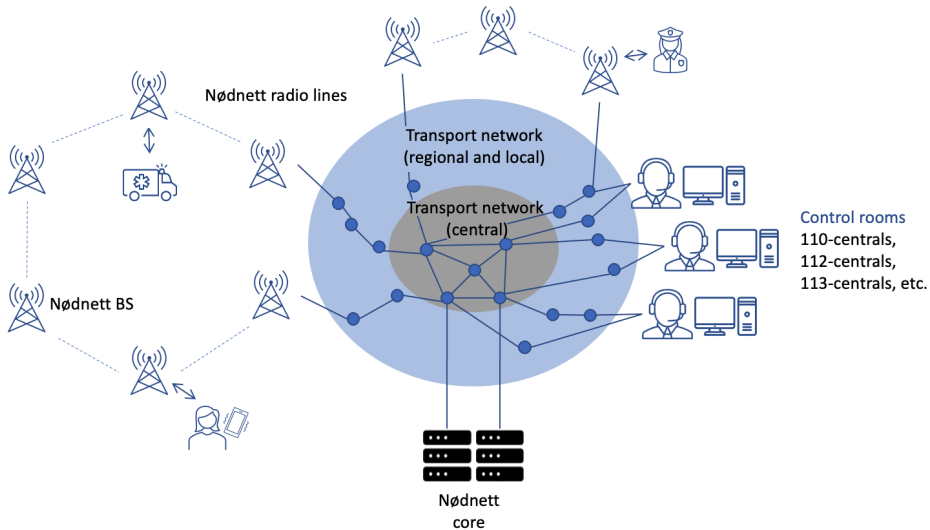 Nødnett radio lines
Transport network
(regional and local)
Transport network
(central)
Control rooms
110-centrals,
112-centrals,
113-centrals, etc.
Nødnett BS
Nødnett
core